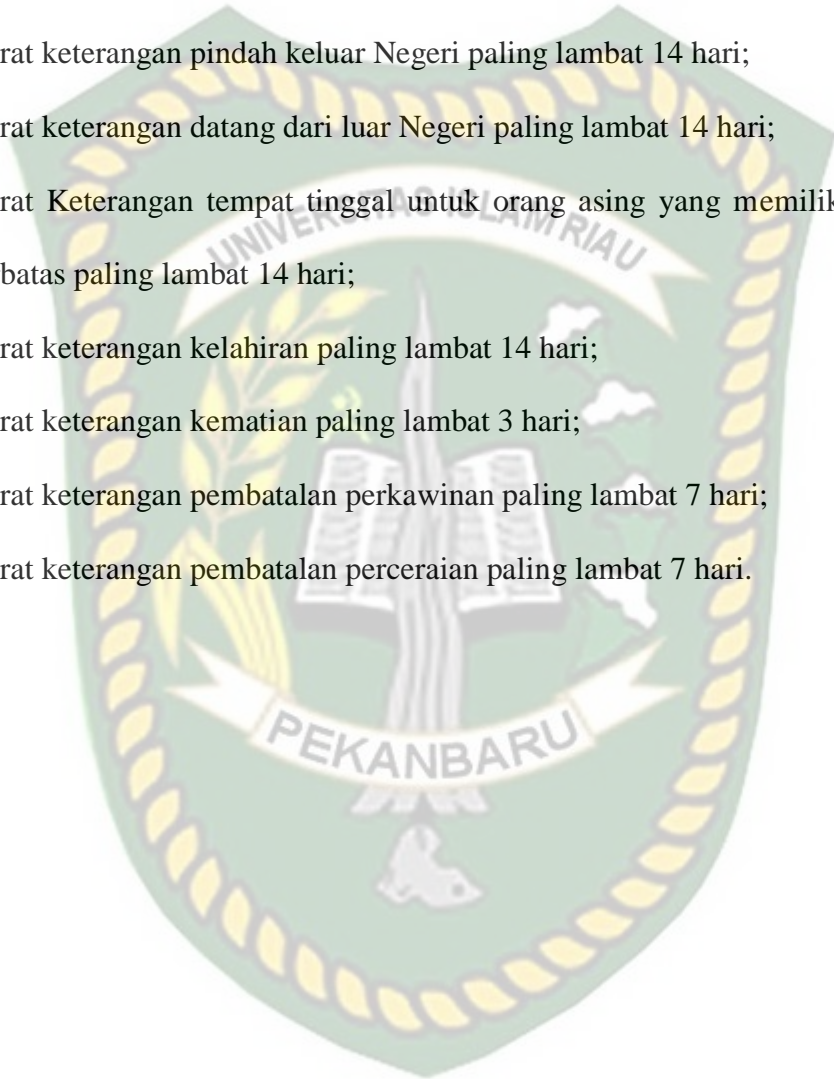 rat keterangan pindah keluar Negeri paling lambat 14 hari;
rat keterangan datang dari luar Negeri paling lambat 14 hari;
rat Keterangan tempat tinggal untuk orang asing yang memilik
batas paling lambat 14 hari;
rat keterangan kelahiran paling lambat 14 hari;
rat keterangan kematian paling lambat 3 hari;
rat keterangan pembatalan perkawinan paling lambat 7 hari;
rat keterangan pembatalan perceraian paling lambat 7 hari.
UNIVERSITAS ISLAM RIAU
PEKANBARU